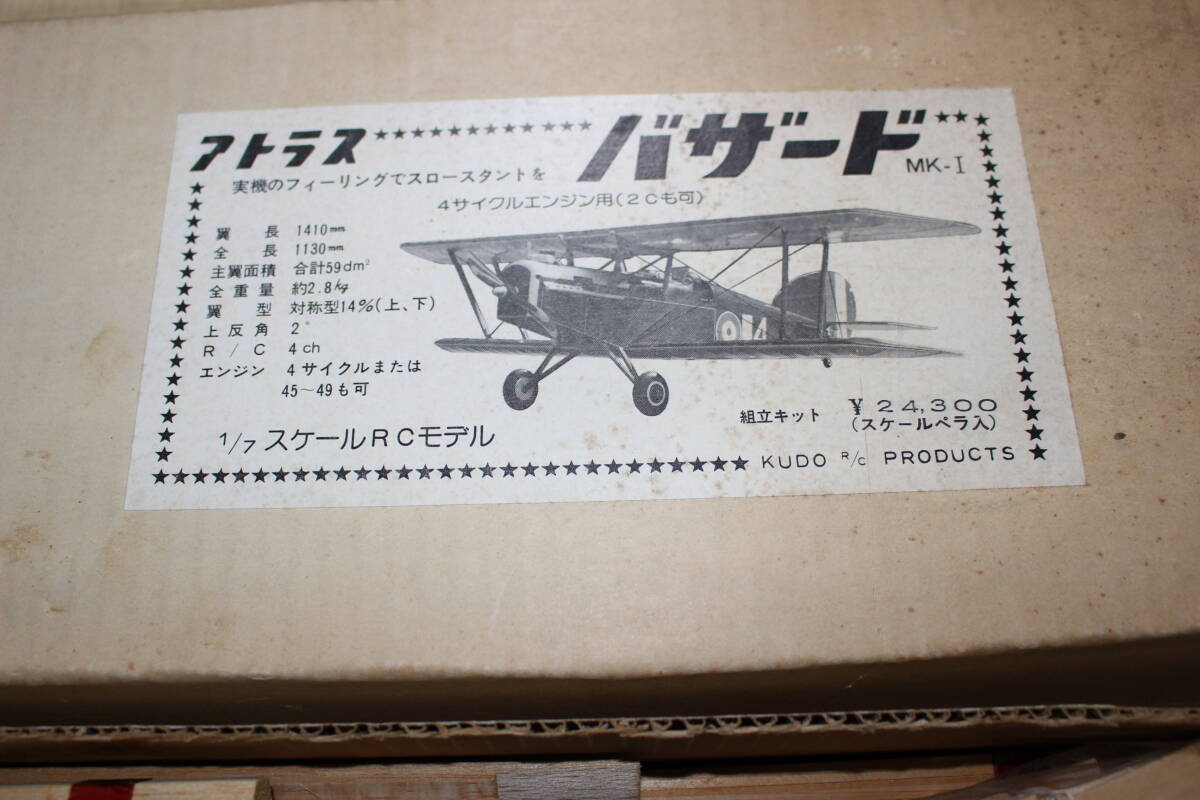 アトラス
バザード MK-I
実機のフィーリングでスロースタントを
4サイクルエンジン用(2Cも可)
翼長 1410mm
全長 1130mm
主翼面積 合計59dm²
全重量 約2.8kg
翼型 対称型14%(上、下)
上反角 2°
R/C 4ch
エンジン 4サイクルまたは
45〜49も可
14
1/7 スケールRCモデル
組立キット ¥24,300
(スケールペラ入)
KUDO R/C PRODUCTS